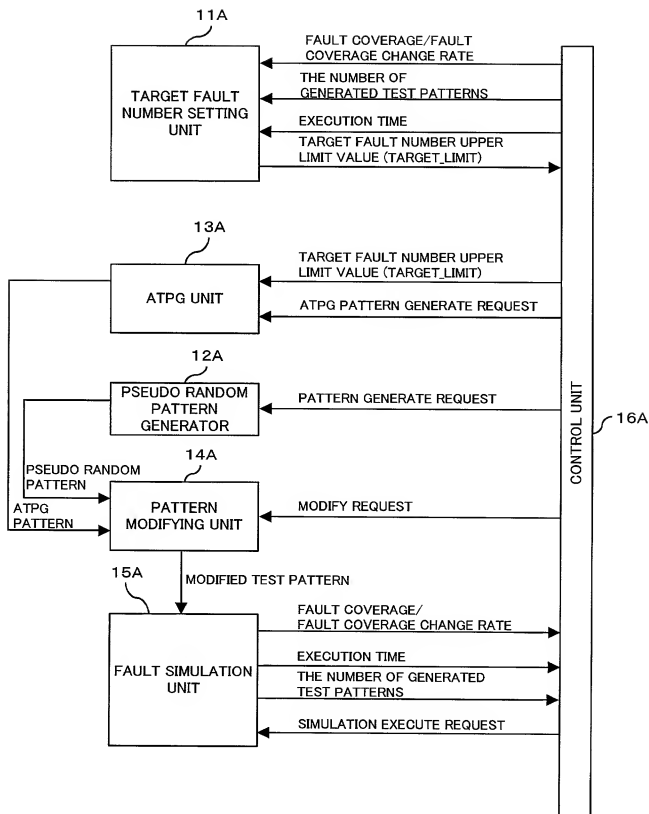 11A
TARGET FAULT
NUMBER SETTING
UNIT
FAULT COVERAGE/FAULT
COVERAGE CHANGE RATE
THE NUMBER OF
GENERATED TEST PATTERNS
EXECUTION TIME
TARGET FAULT NUMBER UPPER
LIMIT VALUE (TARGET_LIMIT)
13A
ATPG UNIT
TARGET FAULT NUMBER UPPER
LIMIT VALUE (TARGET_LIMIT)
ATPG PATTERN GENERATE REQUEST
12A
PSEUDO RANDOM
PATTERN
GENERATOR
PATTERN GENERATE REQUEST
CONTROL UNIT
16A
PSEUDO RANDOM
PATTERN
ATPG
PATTERN
14A
PATTERN
MODIFYING UNIT
MODIFY REQUEST
MODIFIED TEST PATTERN
15A
FAULT SIMULATION
UNIT
FAULT COVERAGE/
FAULT COVERAGE CHANGE RATE
EXECUTION TIME
THE NUMBER OF GENERATED
TEST PATTERNS
SIMULATION EXECUTE REQUEST